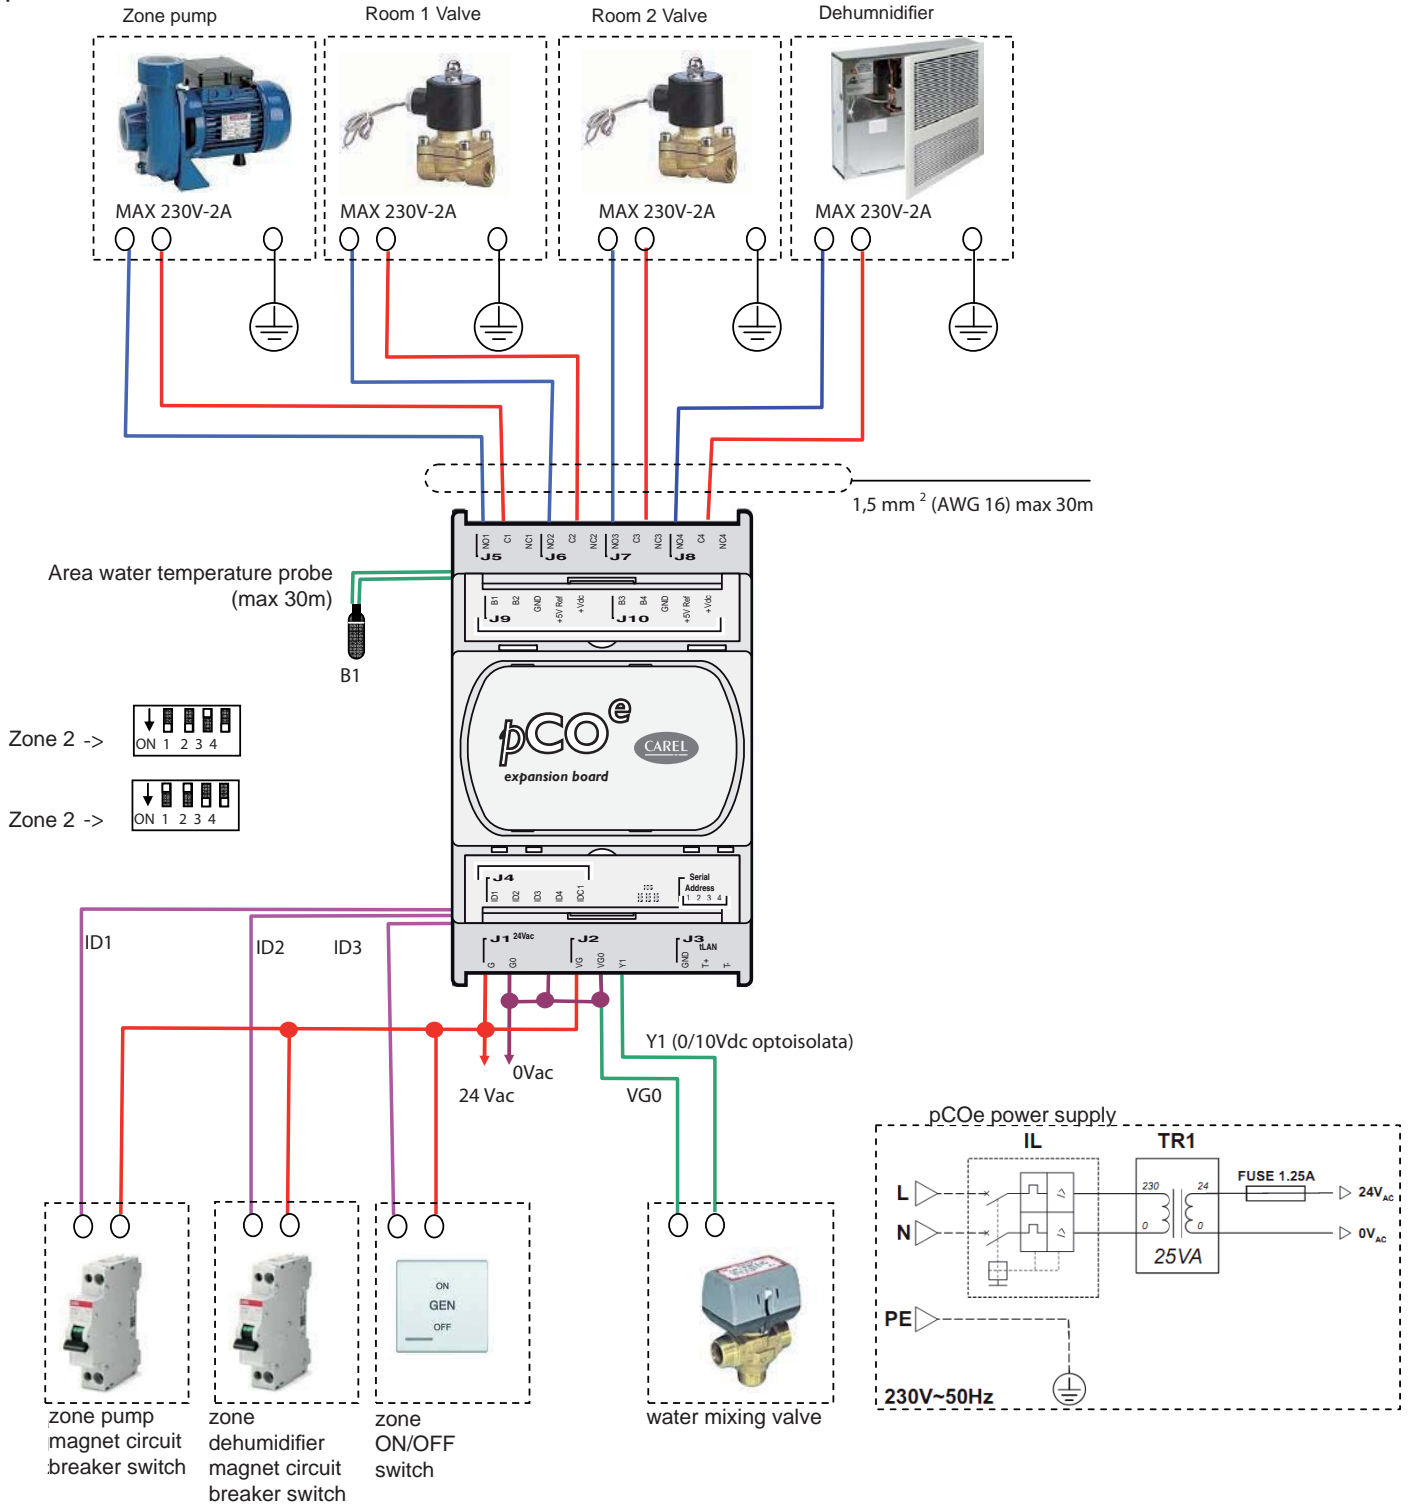 Zone pump
Room 1 Valve
Room 2 Valve
Dehumnidifier
MAX 230V-2A
MAX 230V-2A
MAX 230V-2A
MAX 230V-2A
1,5 mm 2 (AWG 16) max 30m
NO1 C1 NC1 NO2 C2 NC2 NO3 C3 NC3 NO4 C4 NC4
J5 J6 J7 J8
Area water temperature probe
(max 30m)
B1
B1 B2 GND +5V Ref +Vdc B3 B4 GND +5V Ref +Vdc
J9 J10
pCOe
CAREL
expansion board
Zone 2 ->
ON 1 2 3 4
Zone 2 ->
ON 1 2 3 4
J4
ID1 ID2 ID3 ID4 IDC1
Serial
Address
1 2 3 4
J1 24Vac J2 J3 tLAN
G G0 VG VG0 Y1 GND T+ T-
ID1
ID2
ID3
Y1 (0/10Vdc optoisolata)
0Vac
24 Vac
VG0
pCOe power supply
IL
TR1
L
N
230
24
0
0
25VA
FUSE 1.25A
24VAC
0VAC
PE
230V~50Hz
ON
GEN
OFF
zone pump
magnet circuit
breaker switch
zone
dehumidifier
magnet circuit
breaker switch
zone
ON/OFF
switch
water mixing valve